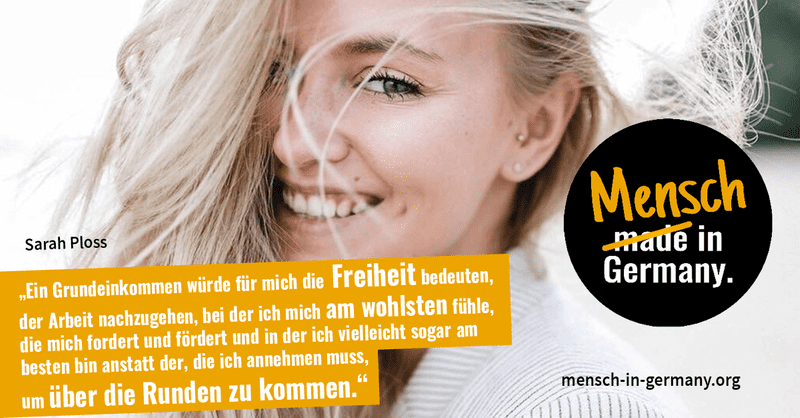 Sarah Ploss
„Ein Grundeinkommen würde für mich die Freiheit bedeuten,
der Arbeit nachzugehen, bei der ich mich am wohlsten fühle,
die mich fordert und fördert und in der ich vielleicht sogar am
besten bin anstatt der, die ich annehmen muss,
um über die Runden zu kommen.“
Mensch
made in
Germany.
mensch-in-germany.org